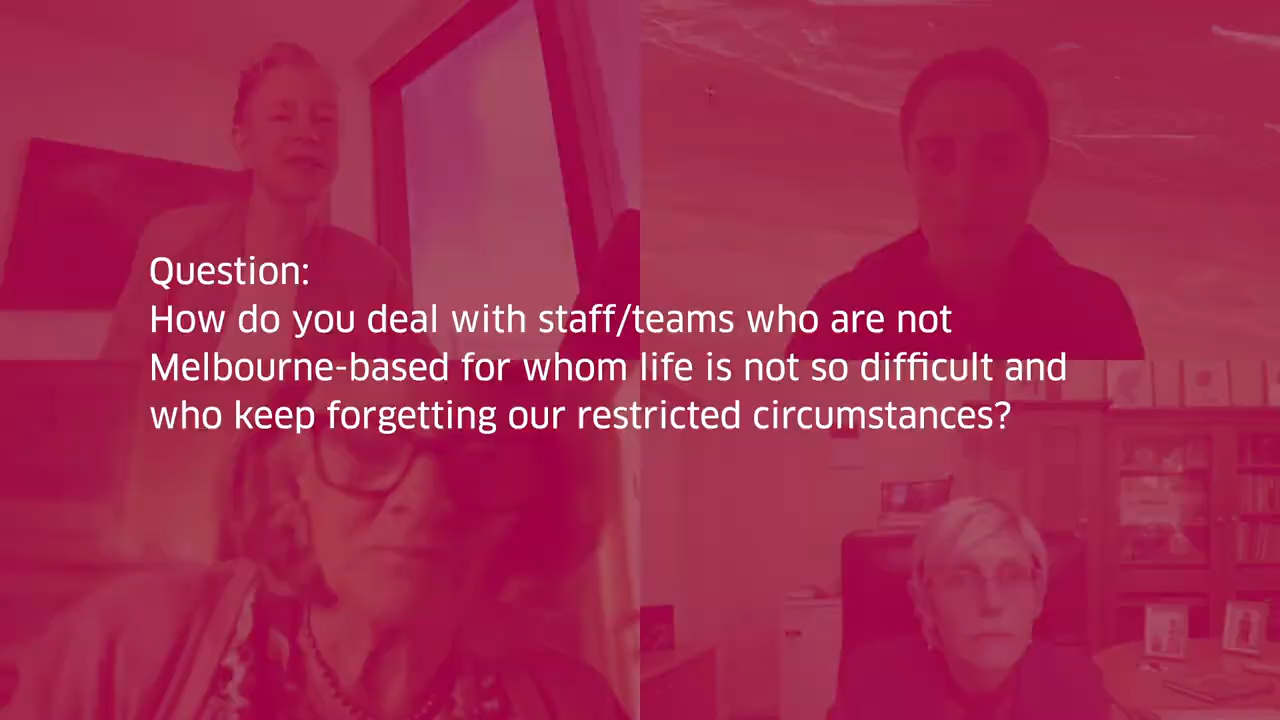 Question:
How do you deal with staff/teams who are not
Melbourne-based for whom life is not so difficult and
who keep forgetting our restricted circumstances?